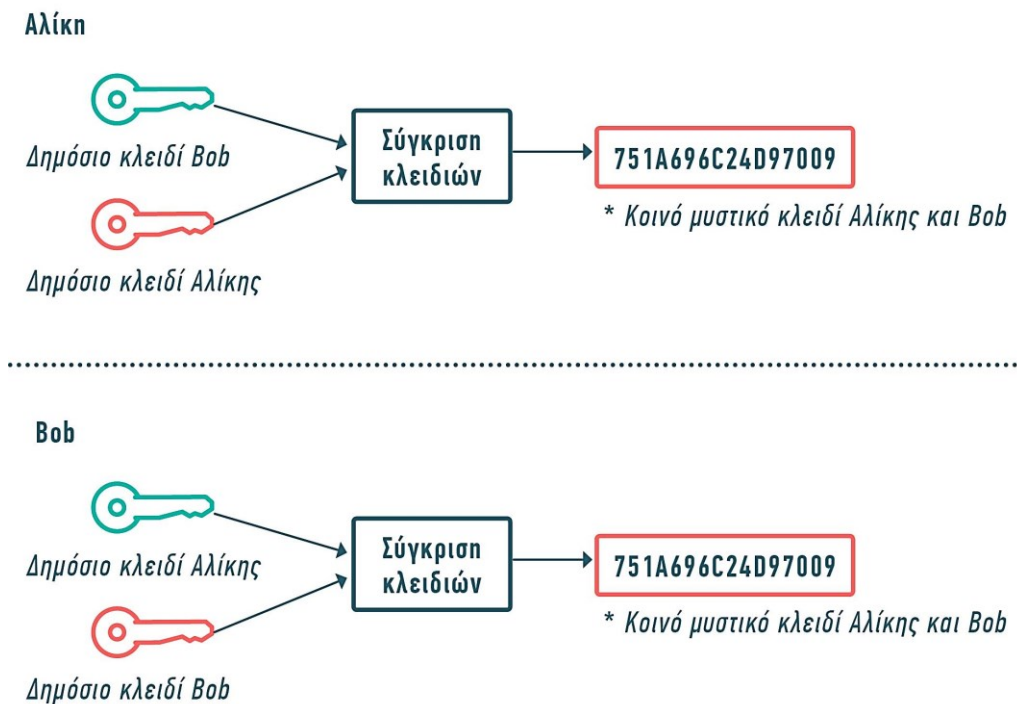 Αλίκη
Δημόσιο κλειδί Bob
Σύγκριση
κλειδιών
751A696C24D97009
* Κοινό μυστικό κλειδί Αλίκης και Bob
Δημόσιο κλειδί Αλίκης
Bob
Δημόσιο κλειδί Αλίκης
Σύγκριση
κλειδιών
751A696C24D97009
* Κοινό μυστικό κλειδί Αλίκης και Bob
Δημόσιο κλειδί Bob